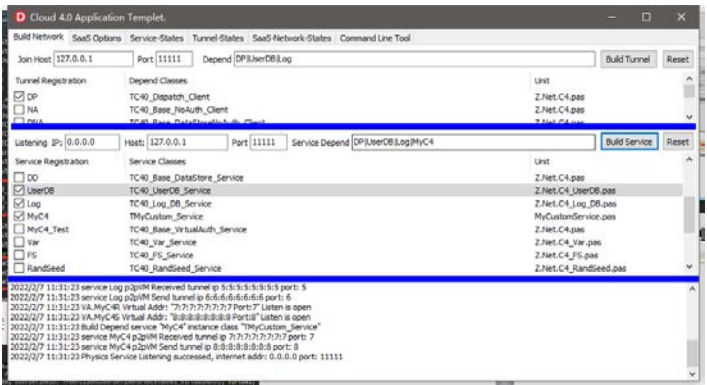 Cloud 4.0 Application Templet.
Build Network SaaS Options Service-States Tunnel-States SaaS-Network-States Command Line Tool
Join Host 127.0.0.1 Port 11111 Depend DP|UserDB|Log Build Tunnel Reset
Tunnel Registration Depend Classes Unit
DP TC40_Dispatch_Client Z.Net.C4.pas
NA TC40_Base_NoAuth_Client Z.Net.C4.pas
DNA TC40_Base_DataStoreNoAuth_Client Z.Net.C4.pas
Listening IP: 0.0.0.0 Host: 127.0.0.1 Port 11111 Service Depend DP|UserDB|Log|MyC4 Build Service Reset
Service Registration Service Classes Unit
DD TC40_Base_DataStore_Service Z.Net.C4.pas
UserDB TC40_UserDB_Service Z.Net.C4_UserDB.pas
Log TC40_Log_DB_Service Z.Net.C4_Log_DB.pas
MyC4 TMyCustom_Service MyCustomService.pas
MyC4_Test TC40_Base_VirtualAuth_Service Z.Net.C4.pas
Var TC40_Var_Service Z.Net.C4_Var.pas
FS TC40_FS_Service Z.Net.C4_FS.pas
RandSeed TC40_RandSeed_Service Z.Net.C4_RandSeed.pas
2022/2/7 11:31:23 service Log p2pVM Received tunnel ip 5:5:5:5:5:5:5:5 port: 5
2022/2/7 11:31:23 service Log p2pVM Send tunnel ip 6:6:6:6:6:6:6:6 port: 6
2022/2/7 11:31:23 VA.MyC4R Virtual Addr: "7:7:7:7:7:7:7:7 Port:7" Listen is open
2022/2/7 11:31:23 VA.MyC4S Virtual Addr: "8:8:8:8:8:8:8:8 Port:8" Listen is open
2022/2/7 11:31:23 Build Depend service "MyC4" instance class "TMyCustom_Service"
2022/2/7 11:31:23 service MyC4 p2pVM Received tunnel ip 7:7:7:7:7:7:7:7 port: 7
2022/2/7 11:31:23 service MyC4 p2pVM Send tunnel ip 8:8:8:8:8:8:8:8 port: 8
2022/2/7 11:31:23 Physics Service Listening successed, internet addr: 0.0.0.0 port: 11111